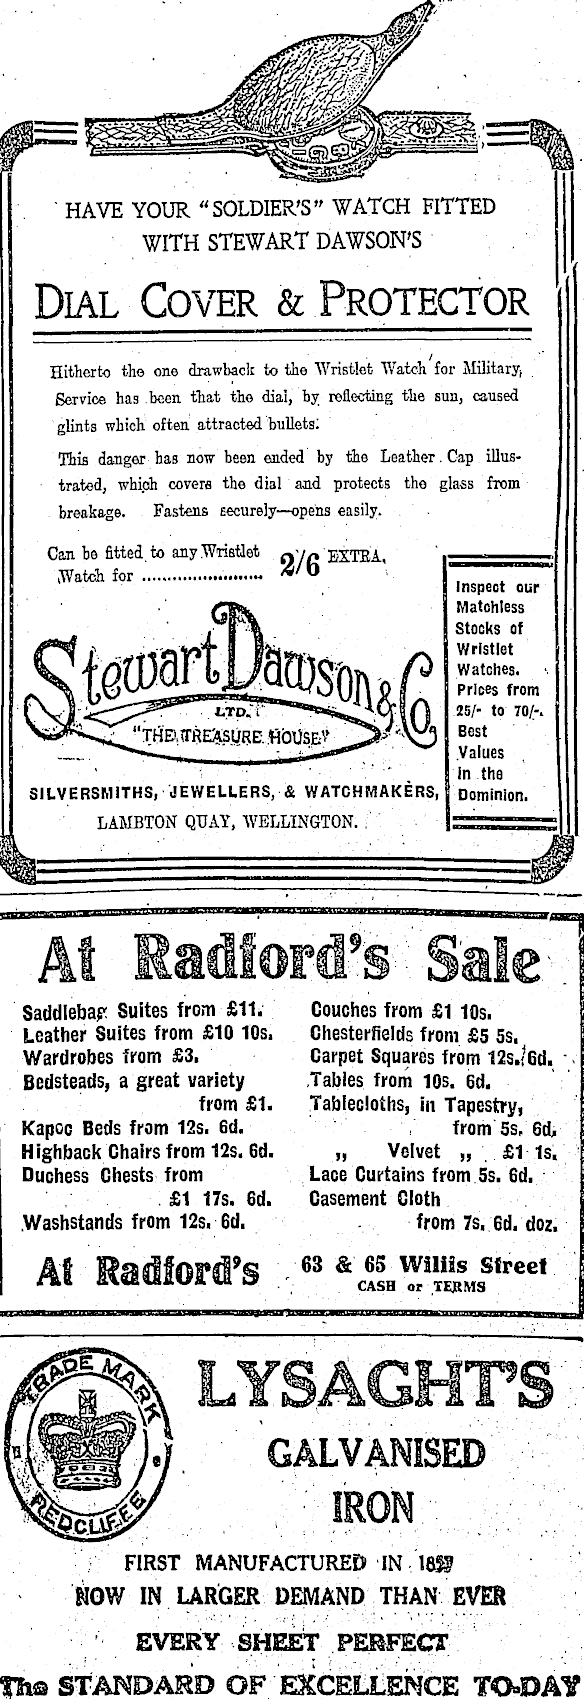 HAVE YOUR "SOLDIER'S" WATCH FITTED
WITH STEWART DAWSON'S
DIAL COVER & PROTECTOR
Hitherto the one drawback to the Wristlet Watch for Military
Service has been that the dial, by reflecting the sun, caused
glints which often attracted bullets.
This danger has now been ended by the Leather Cap illus-
trated, which covers the dial and protects the glass from
breakage. Fastens securely—opens easily.
Can be fitted to any Wristlet
Watch for ........................ 2/6 EXTRA.
Stewart Dawson & Co.
LTD.
"THE TREASURE HOUSE"
SILVERSMITHS, JEWELLERS, & WATCHMAKERS,
LAMBTON QUAY, WELLINGTON.
Inspect our
Matchless
Stocks of
Wristlet
Watches.
Prices from
25/- to 70/-.
Best
Values
in the
Dominion.
At Radford's Sale
Saddlebag Suites from £11.
Leather Suites from £10 10s.
Wardrobes from £3.
Bedsteads, a great variety
from £1.
Kapoc Beds from 12s. 6d.
Highback Chairs from 12s. 6d.
Duchess Chests from
£1 17s. 6d.
Washstands from 12s. 6d.
Couches from £1 10s.
Chesterfields from £5 5s.
Carpet Squares from 12s. 6d.
Tables from 10s. 6d.
Tablecloths, in Tapestry,
from 5s. 6d.
„ Velvet „ £1 1s.
Lace Curtains from 5s. 6d.
Casement Cloth
from 7s. 6d. doz.
At Radford's
63 & 65 Willis Street
CASH or TERMS
TRADE MARK
REDCLIFFE
LYSAGHT'S
GALVANISED
IRON
FIRST MANUFACTURED IN
NOW IN LARGER DEMAND THAN EVER
EVERY SHEET PERFECT
The STANDARD OF EXCELLENCE TO-DAY